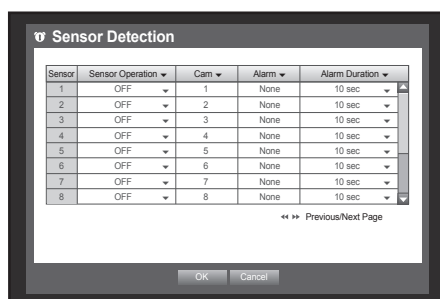 Sensor Detection
Sensor Sensor Operation Cam Alarm Alarm Duration
1 OFF 1 None 10 sec
2 OFF 2 None 10 sec
3 OFF 3 None 10 sec
4 OFF 4 None 10 sec
5 OFF 5 None 10 sec
6 OFF 6 None 10 sec
7 OFF 7 None 10 sec
8 OFF 8 None 10 sec
Previous/Next Page
OK Cancel